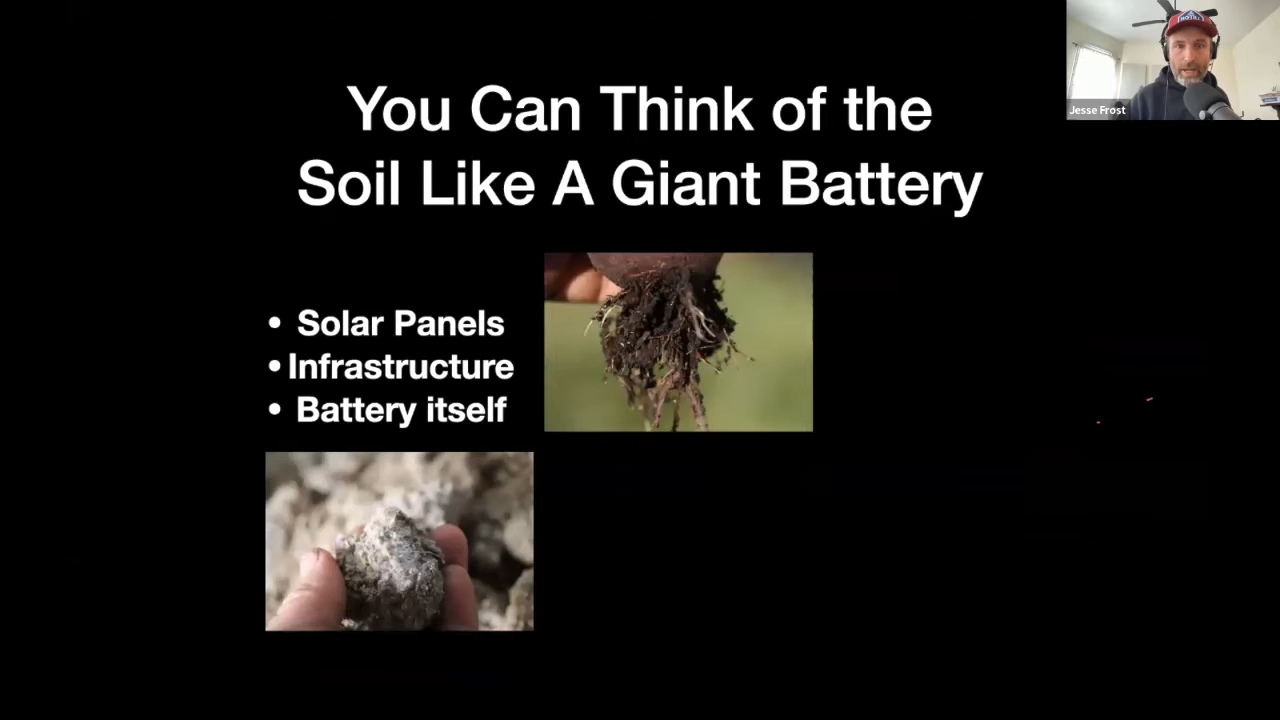 You Can Think of the
Soil Like A Giant Battery
• Solar Panels
• Infrastructure
• Battery itself
Jesse Frost